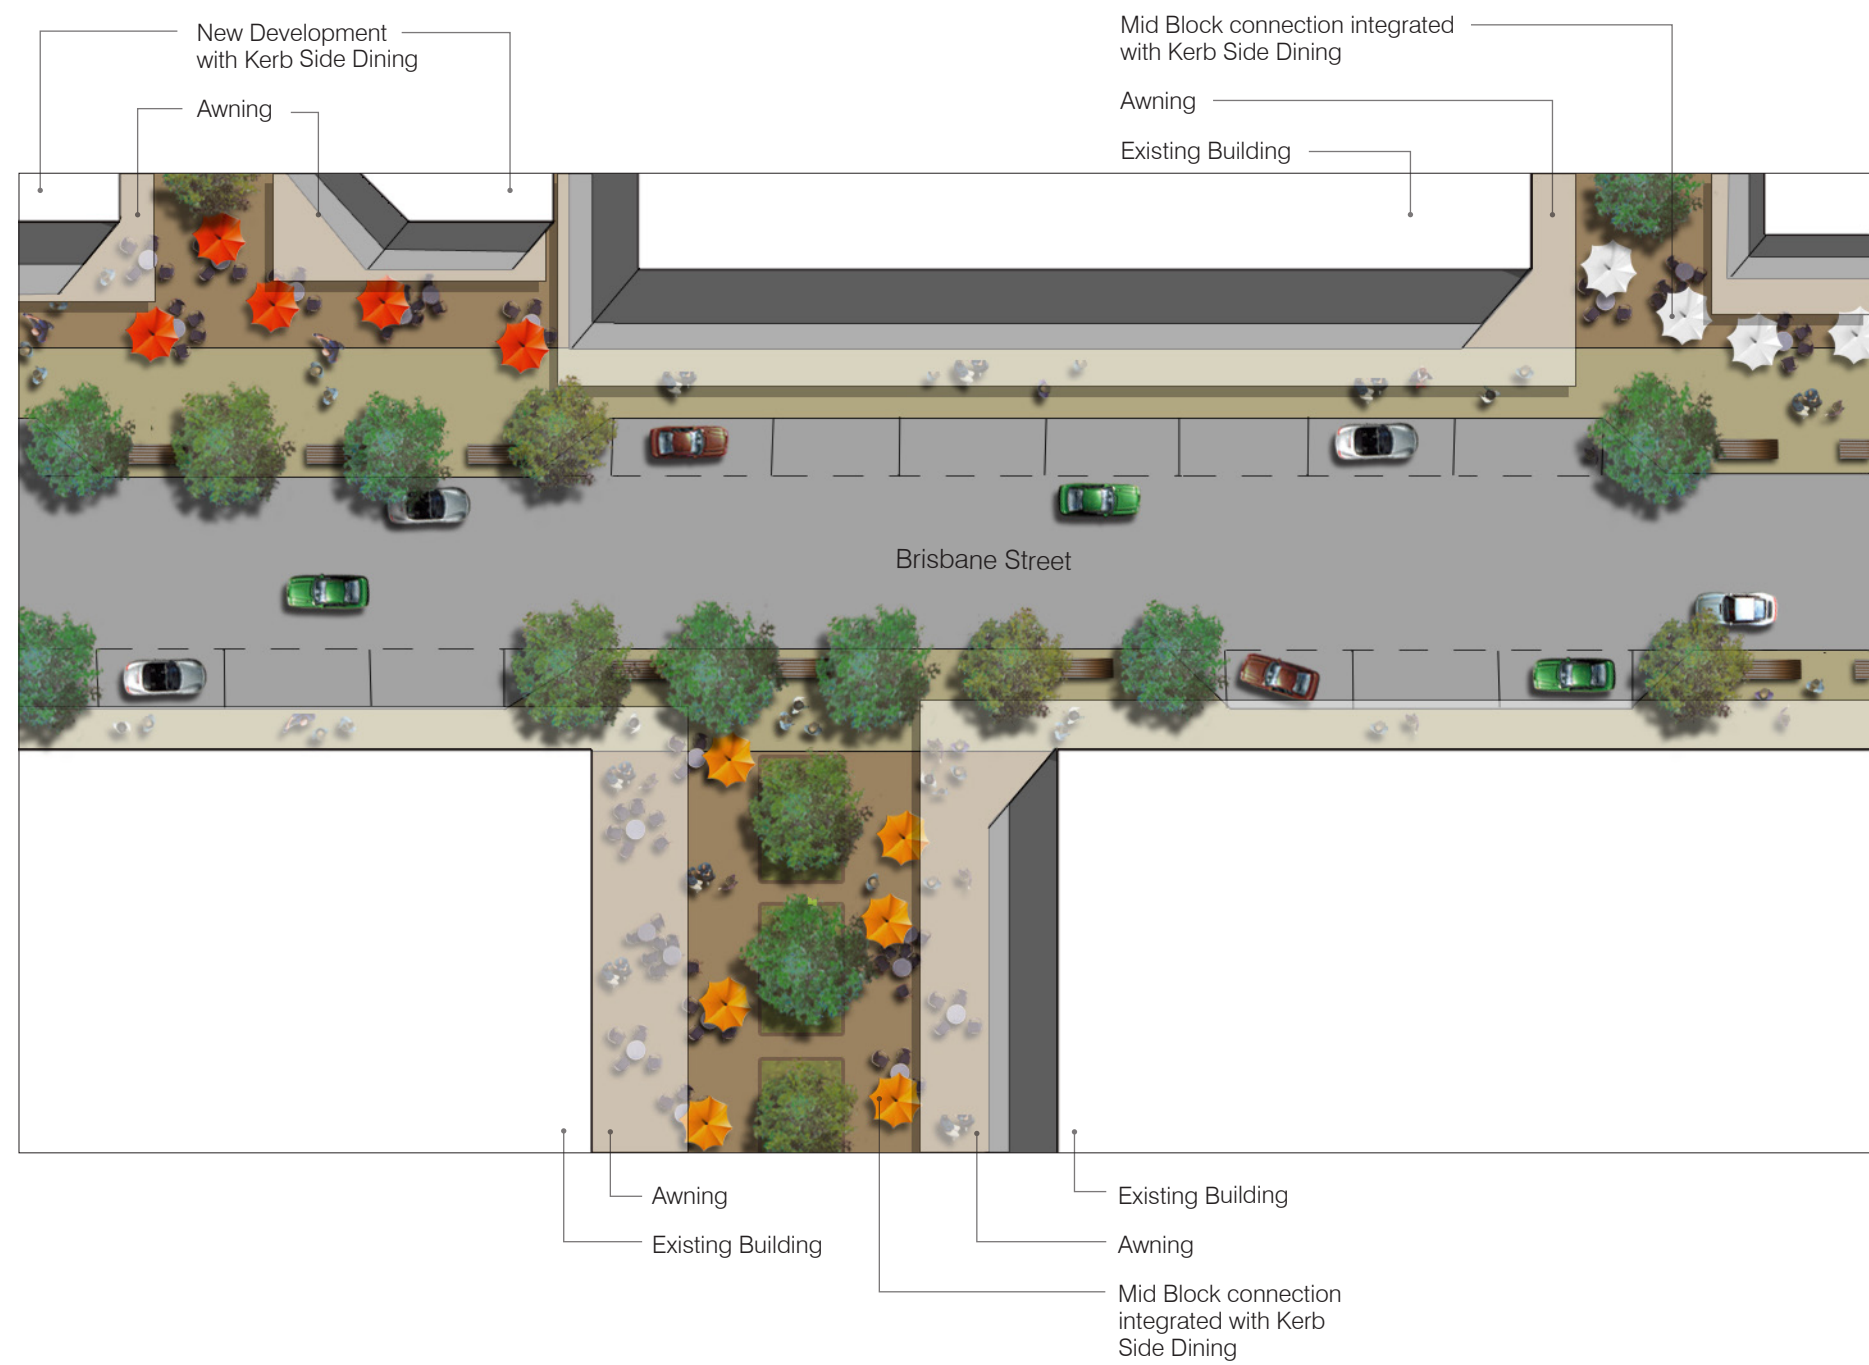 New Development
with Kerb Side Dining
Awning
Mid Block connection integrated
with Kerb Side Dining
Awning
Existing Building
Brisbane Street
Awning
Existing Building
Existing Building
Awning
Mid Block connection
integrated with Kerb
Side Dining